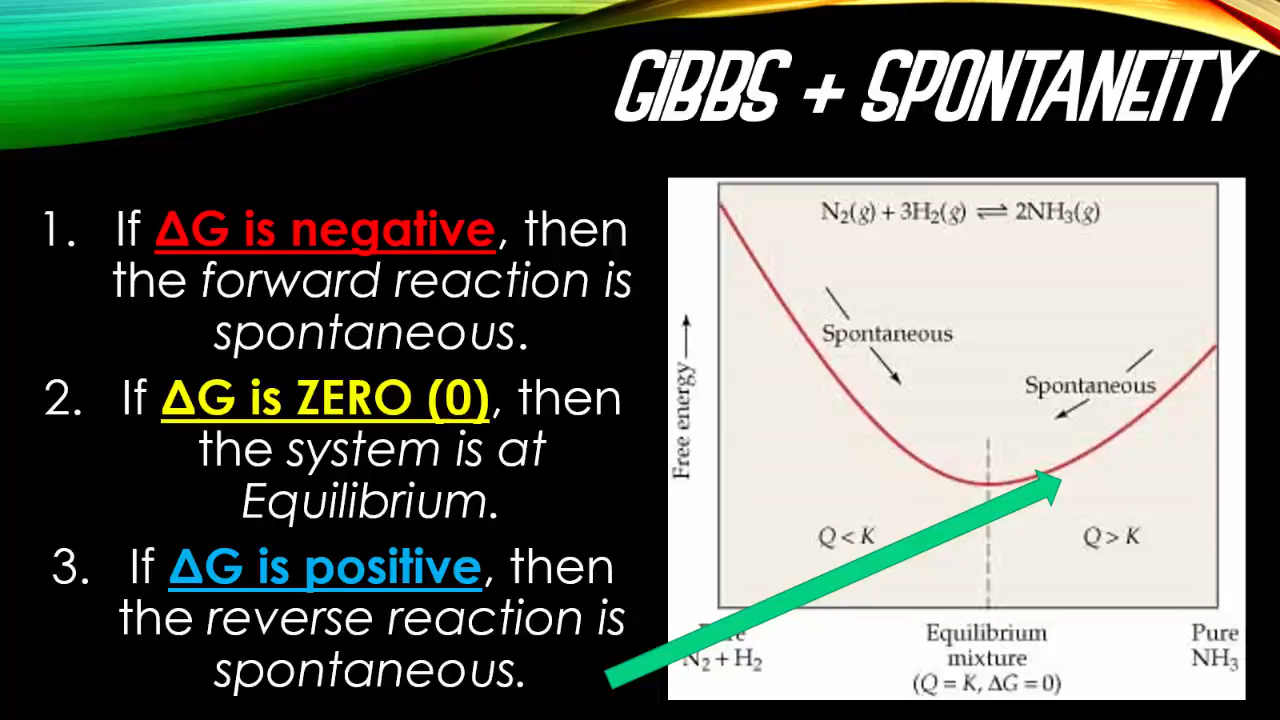 GiBBS + SPONTANEiTY
1. If ΔG is negative, then
the forward reaction is
spontaneous.
2. If ΔG is ZERO (0), then
the system is at
Equilibrium.
3. If ΔG is positive, then
the reverse reaction is
spontaneous.
N₂(g) + 3H₂(g) ⇌ 2NH₃(g)
Spontaneous
Spontaneous
Free energy
Q < K
Q > K
N₂ + H₂
Equilibrium
mixture
(Q = K, ΔG = 0)
Pure
NH₃